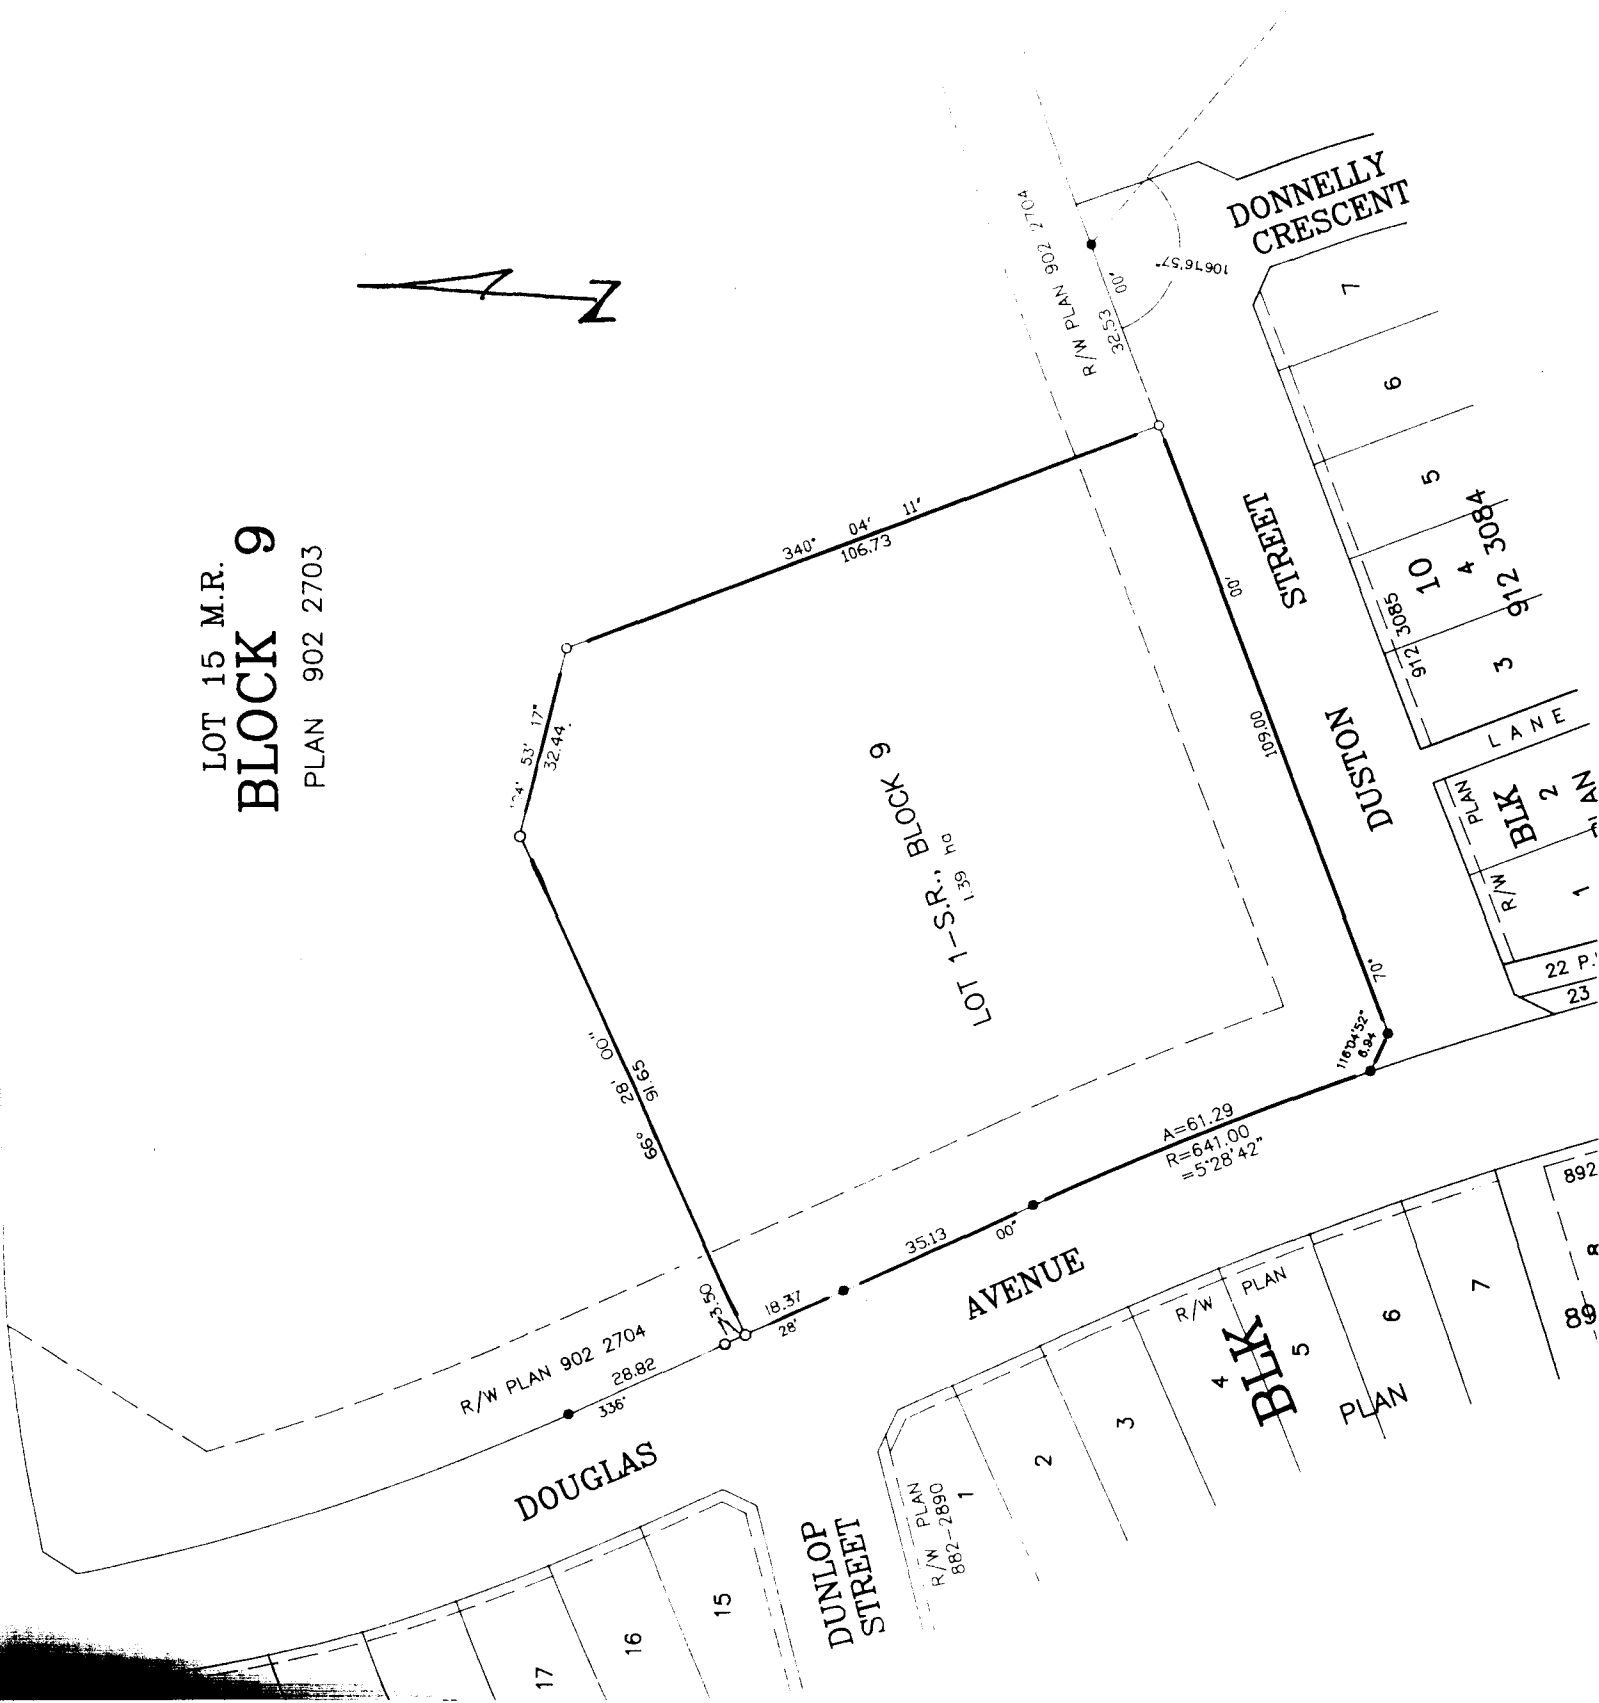 LOT 15 M.R.
BLOCK 9
PLAN 902 2703
N
R/W PLAN 902 2704
32.53
00'
106°16'57"
DONNELLY
CRESCENT
7
6
5
10
4
912 3084
3
912 3085
LANE
340° 04' 11"
106.73
53' 17"
32.44
66° 28' 00"
91.65
LOT 1-S.R., BLOCK 9
1.39 ha
70° 00'
109.00
DUSTON STREET
116°04'52"
6.94
A=61.29
R=641.00
=5°28'42"
35.13
00"
18.37
28'
3.50
28.82
336°
R/W PLAN 902 2704
DOUGLAS AVENUE
R/W PLAN
BLK
2
1
22 P.
23
R/W PLAN
4
BLK
5
PLAN
6
7
892
8
89
3
2
1
R/W PLAN
882-2890
DUNLOP
STREET
15
16
17